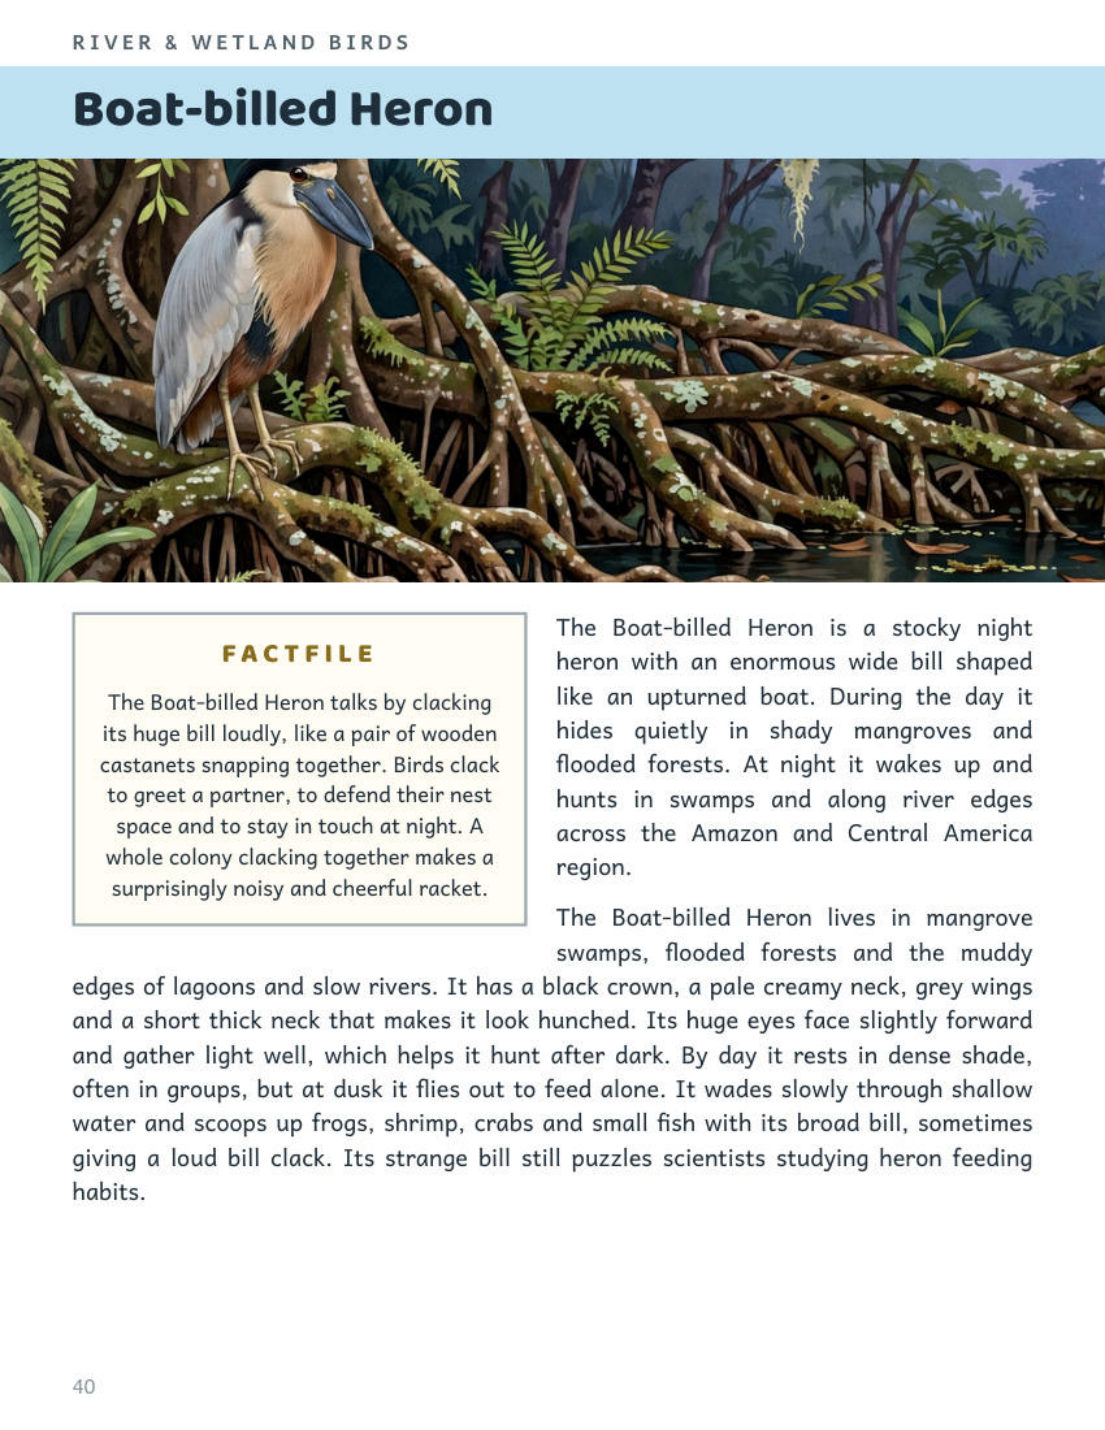 RIVER & WETLAND BIRDS
Boat-billed Heron
FACTFILE
The Boat-billed Heron talks by clacking
its huge bill loudly, like a pair of wooden
castanets snapping together. Birds clack
to greet a partner, to defend their nest
space and to stay in touch at night. A
whole colony clacking together makes a
surprisingly noisy and cheerful racket.
The Boat-billed Heron is a stocky night
heron with an enormous wide bill shaped
like an upturned boat. During the day it
hides quietly in shady mangroves and
flooded forests. At night it wakes up and
hunts in swamps and along river edges
across the Amazon and Central America
region.
The Boat-billed Heron lives in mangrove
swamps, flooded forests and the muddy
edges of lagoons and slow rivers. It has a black crown, a pale creamy neck, grey wings
and a short thick neck that makes it look hunched. Its huge eyes face slightly forward
and gather light well, which helps it hunt after dark. By day it rests in dense shade,
often in groups, but at dusk it flies out to feed alone. It wades slowly through shallow
water and scoops up frogs, shrimp, crabs and small fish with its broad bill, sometimes
giving a loud bill clack. Its strange bill still puzzles scientists studying heron feeding
habits.
40